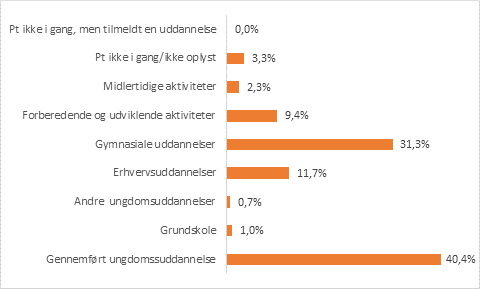 Pt ikke i gang, men tilmeldt en uddannelse 0,0%
Pt ikke i gang/ikke oplyst 3,3%
Midlertidige aktiviteter 2,3%
Forberedende og udviklende aktiviteter 9,4%
Gymnasiale uddannelser 31,3%
Erhvervsuddannelser 11,7%
Andre ungdomsuddannelser 0,7%
Grundskole 1,0%
Gennemført ungdomssuddannelse 40,4%